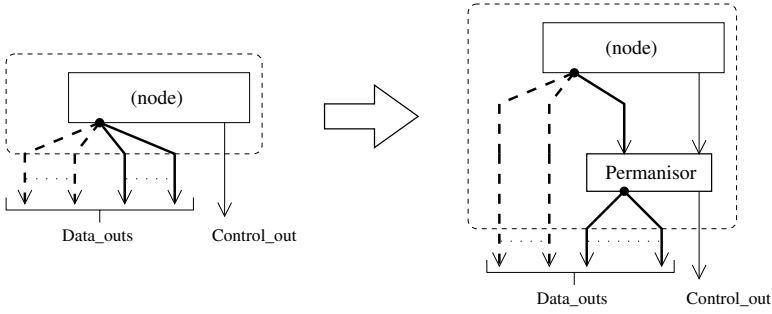 (node)
Data_outs
Control_out
(node)
Permanisor
Data_outs
Control_out